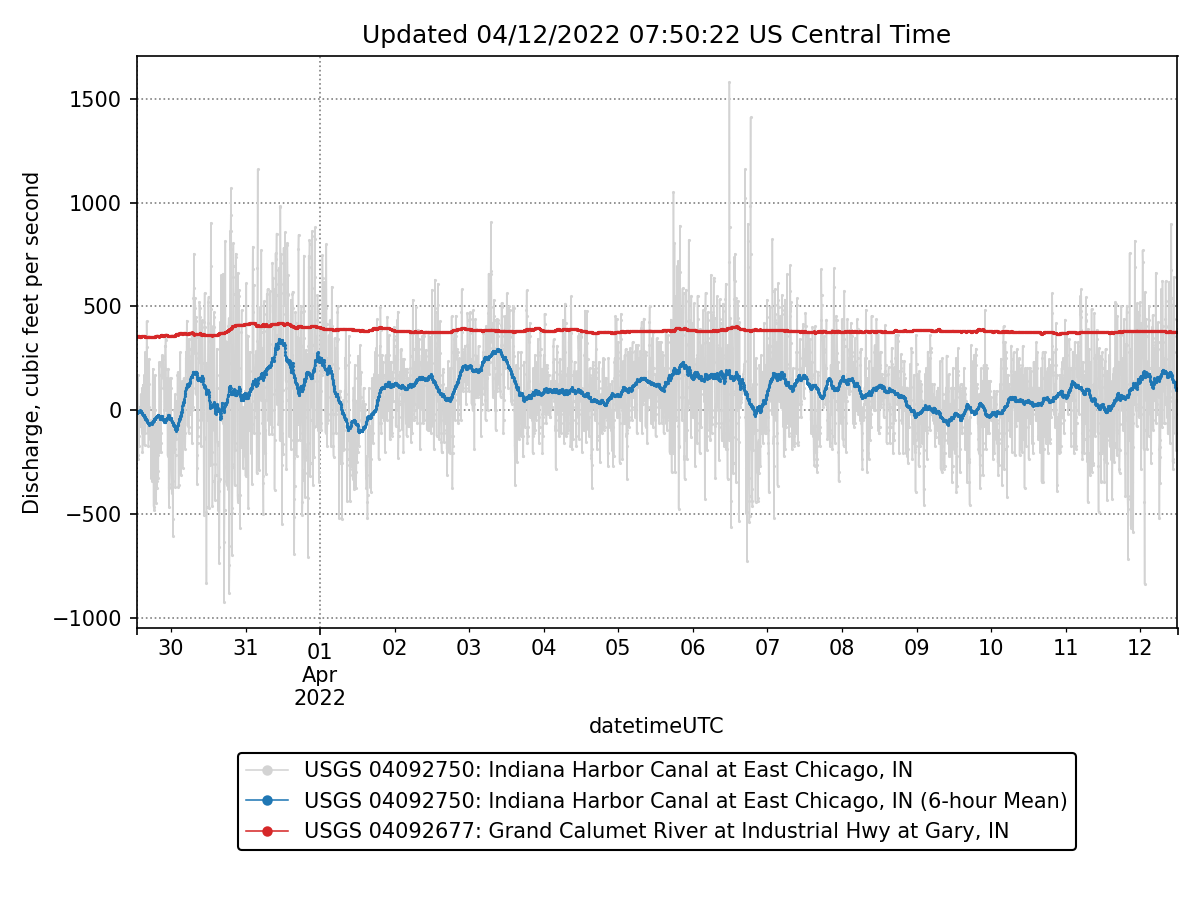 Updated 04/12/2022 07:50:22 US Central Time
Discharge, cubic feet per second
1500
1000
500
0
−500
−1000
30 31 01 02 03 04 05 06 07 08 09 10 11 12
Apr
2022
datetimeUTC
USGS 04092750: Indiana Harbor Canal at East Chicago, IN
USGS 04092750: Indiana Harbor Canal at East Chicago, IN (6-hour Mean)
USGS 04092677: Grand Calumet River at Industrial Hwy at Gary, IN